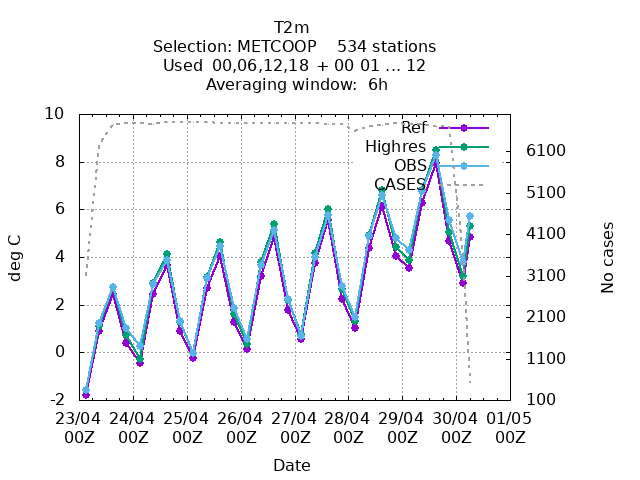 T2m
Selection: METCOOP    534 stations
Used  00,06,12,18  + 00 01 ... 12
Averaging window:  6h
10
8
6
4
2
0
-2
deg C
Ref
Highres
OBS
CASES
6100
5100
4100
3100
2100
1100
100
No cases
23/04 24/04 25/04 26/04 27/04 28/04 29/04 30/04 01/05
00Z 00Z 00Z 00Z 00Z 00Z 00Z 00Z 00Z
Date